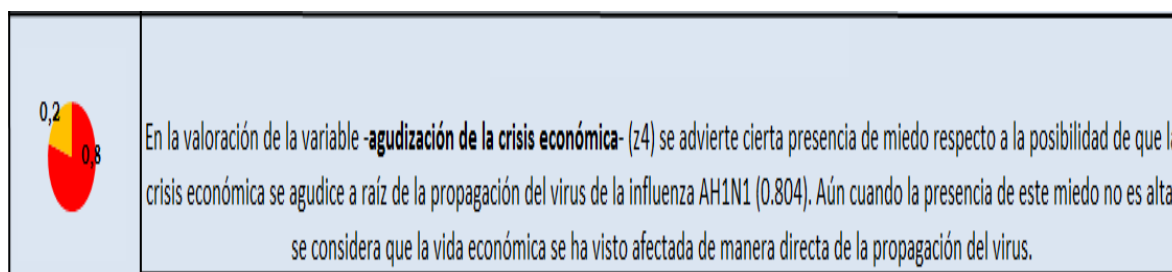 0,2
0,8
En la valoración de la variable -agudización de la crisis económica- (z4) se advierte cierta presencia de miedo respecto a la posibilidad de que la
crisis económica se agudice a raíz de la propagación del virus de la influenza AH1N1 (0.804). Aún cuando la presencia de este miedo no es alta
se considera que la vida económica se ha visto afectada de manera directa de la propagación del virus.